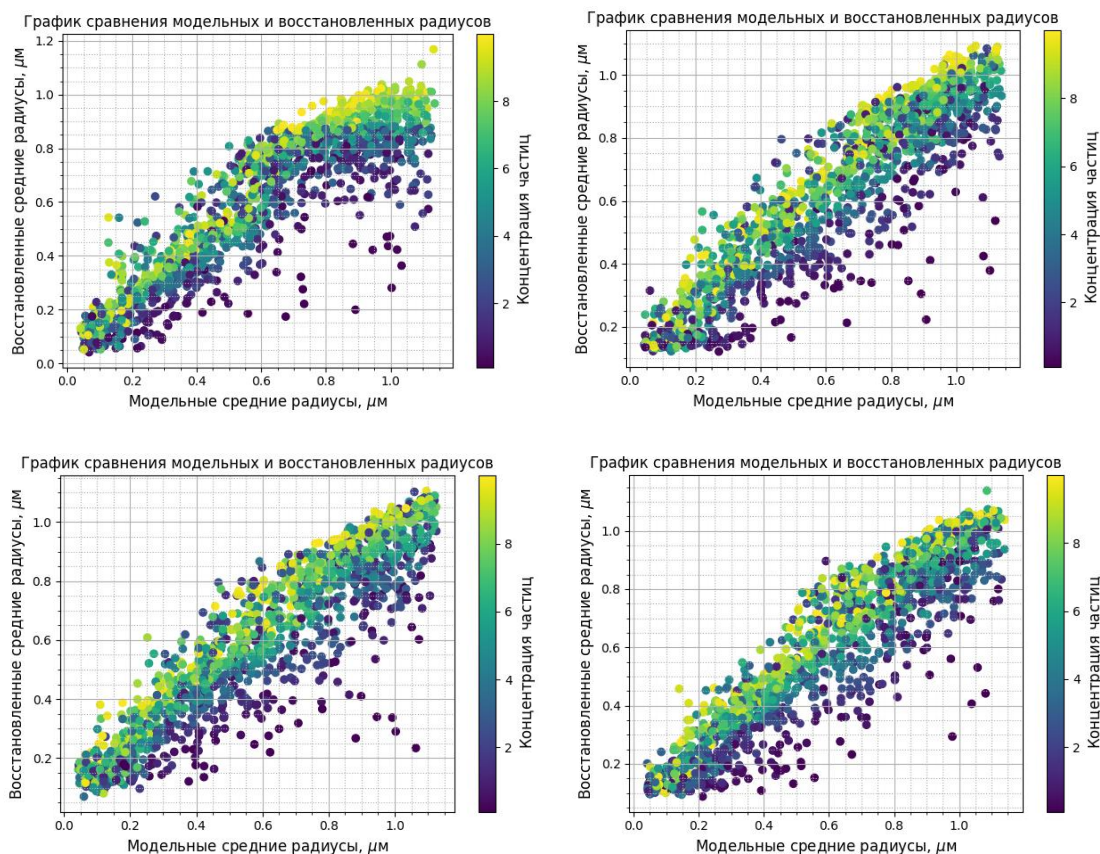 График сравнения модельных и восстановленных радиусов
1.2
1.0
0.8
0.6
0.4
0.2
0.0
Восстановленные средние радиусы, μм
0.0 0.2 0.4 0.6 0.8 1.0
Модельные средние радиусы, μм
8
6
4
2
Концентрация частиц
График сравнения модельных и восстановленных радиусов
1.0
0.8
0.6
0.4
0.2
Восстановленные средние радиусы, μм
0.0 0.2 0.4 0.6 0.8 1.0
Модельные средние радиусы, μм
8
6
4
2
Концентрация частиц
График сравнения модельных и восстановленных радиусов
1.0
0.8
0.6
0.4
0.2
Восстановленные средние радиусы, μм
0.0 0.2 0.4 0.6 0.8 1.0
Модельные средние радиусы, μм
8
6
4
2
Концентрация частиц
График сравнения модельных и восстановленных радиусов
1.0
0.8
0.6
0.4
0.2
Восстановленные средние радиусы, μм
0.0 0.2 0.4 0.6 0.8 1.0
Модельные средние радиусы, μм
8
6
4
2
Концентрация частиц